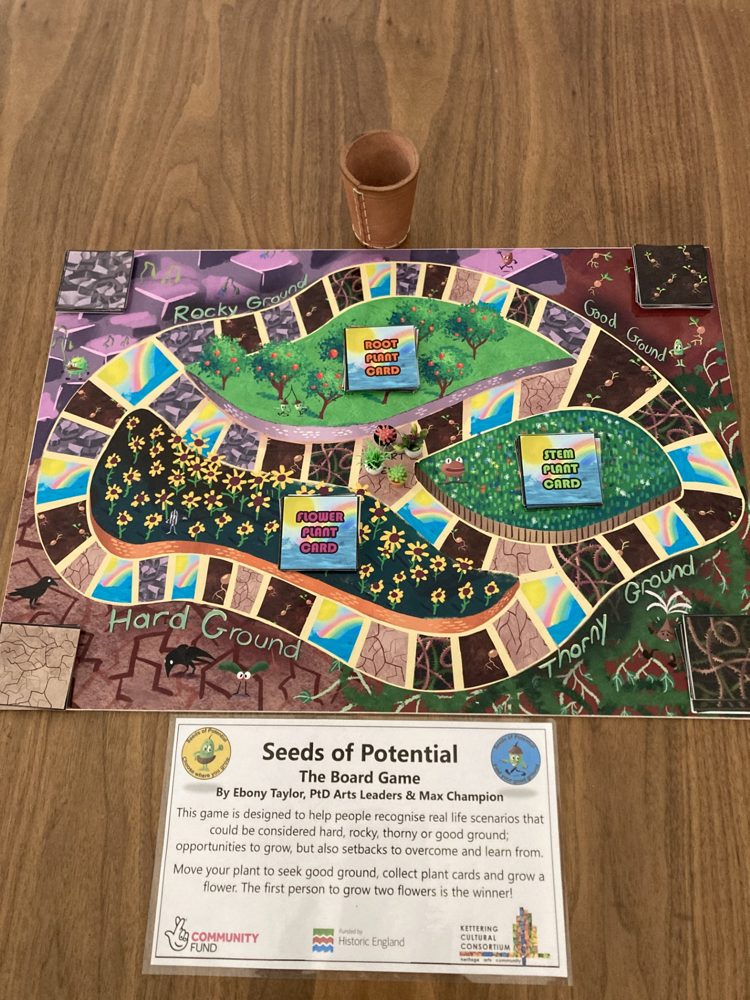 Rocky Ground
Good Ground
ROOT
PLANT
CARD
STEM
PLANT
CARD
FLOWER
PLANT
CARD
Hard Ground
Thorny Ground
Seeds of Potential
Choose where you grow
Seeds of Potential
Find your good ground
Seeds of Potential
The Board Game
By Ebony Taylor, PtD Arts Leaders & Max Champion
This game is designed to help people recognise real life scenarios that
could be considered hard, rocky, thorny or good ground;
opportunities to grow, but also setbacks to overcome and learn from.
Move your plant to seek good ground, collect plant cards and grow a
flower. The first person to grow two flowers is the winner!
COMMUNITY
FUND
Funded by
Historic England
KETTERING
CULTURAL
CONSORTIUM
heritage arts community